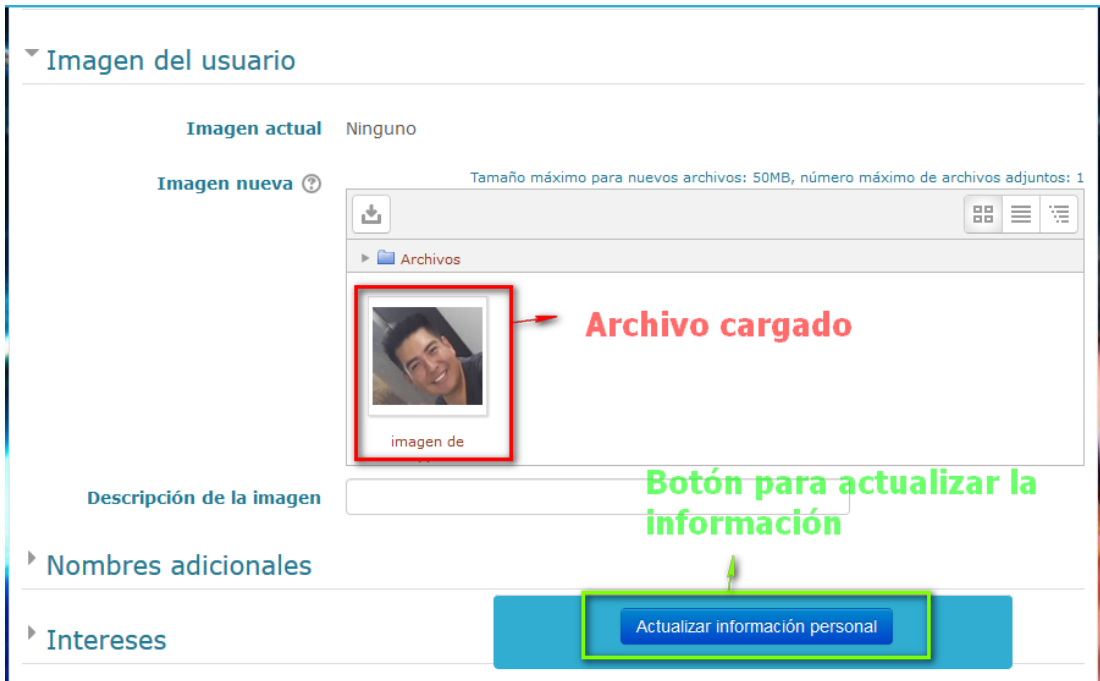 Imagen del usuario
Imagen actual Ninguno
Imagen nueva
Tamaño máximo para nuevos archivos: 50MB, número máximo de archivos adjuntos: 1
Archivos
Archivo cargado
imagen de
Descripción de la imagen
Botón para actualizar la
información
Nombres adicionales
Intereses
Actualizar información personal